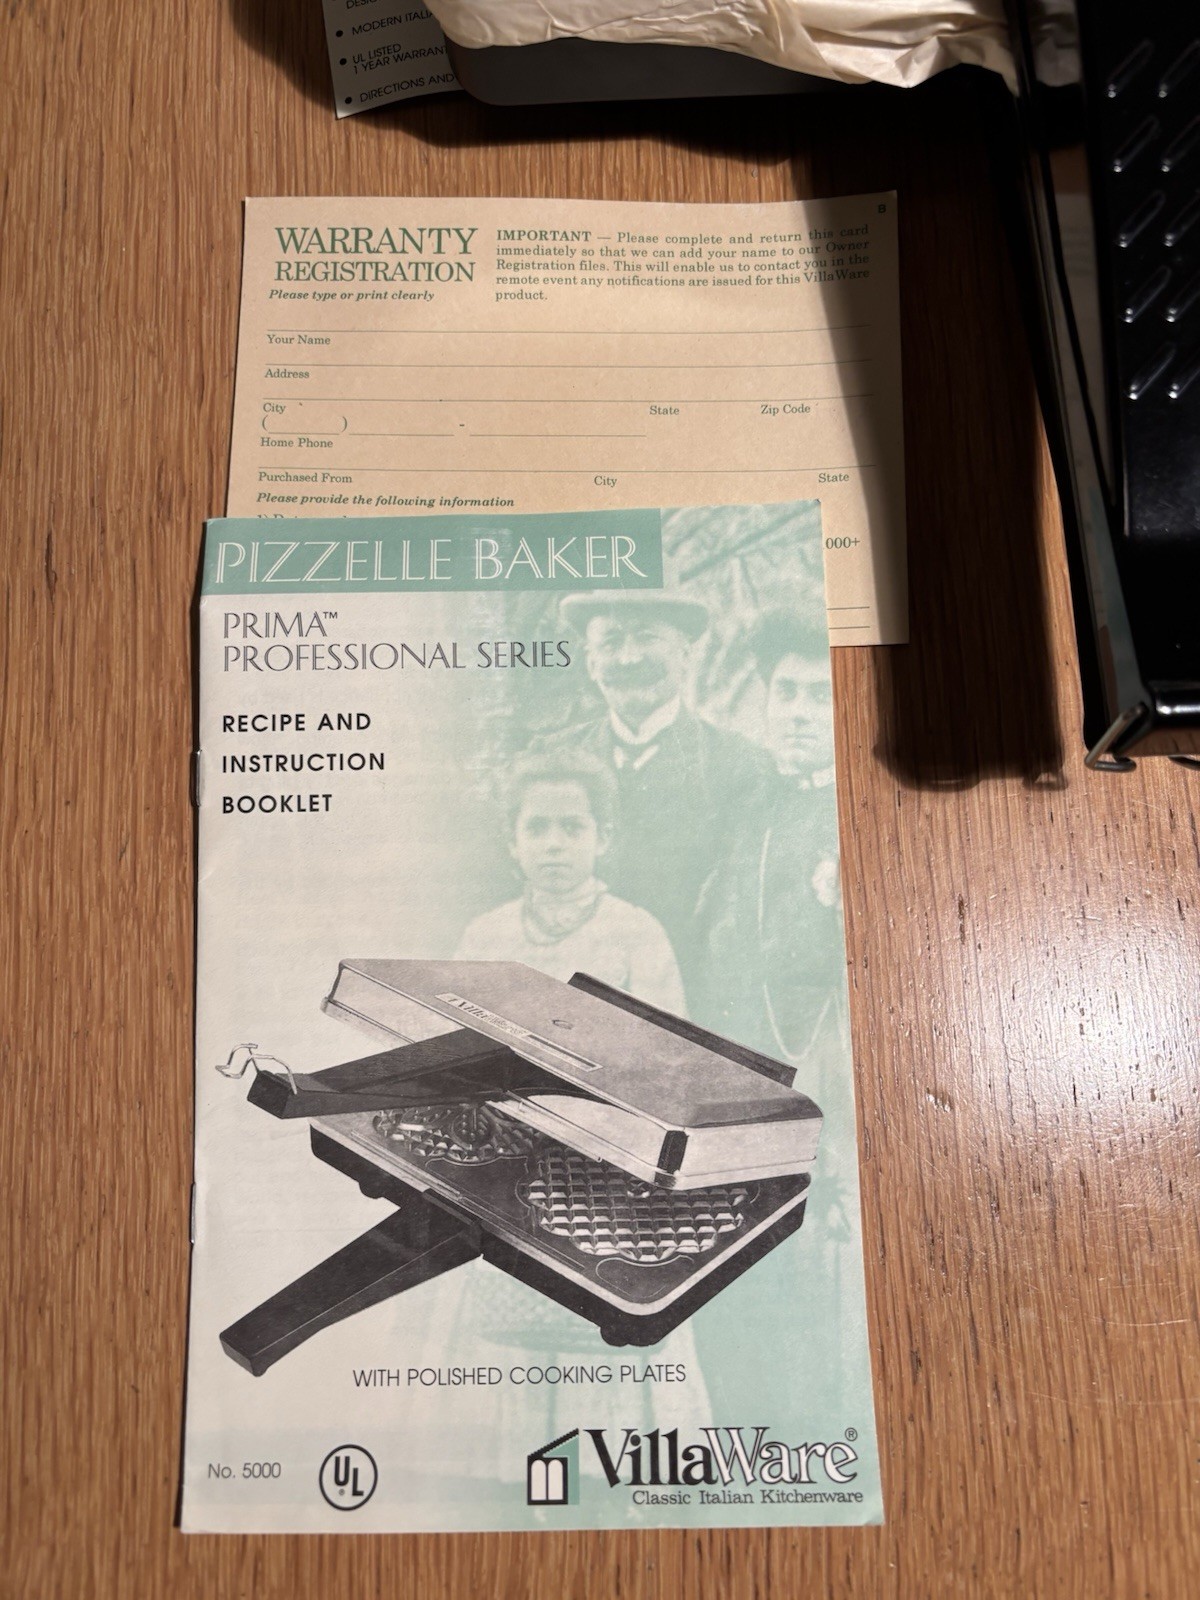 ● MODERN ITALI
● UL LISTED
1 YEAR WARRAN
● DIRECTIONS AND
B
WARRANTY
REGISTRATION
Please type or print clearly
IMPORTANT — Please complete and return this card
immediately so that we can add your name to our Owner
Registration files. This will enable us to contact you in the
remote event any notifications are issued for this VillaWare
product.
Your Name
Address
City State Zip Code
( ) -
Home Phone
Purchased From City State
Please provide the following information
000+
PIZZELLE BAKER
PRIMA™
PROFESSIONAL SERIES
RECIPE AND
INSTRUCTION
BOOKLET
VillaWare
WITH POLISHED COOKING PLATES
No. 5000
UL
VillaWare®
Classic Italian Kitchenware